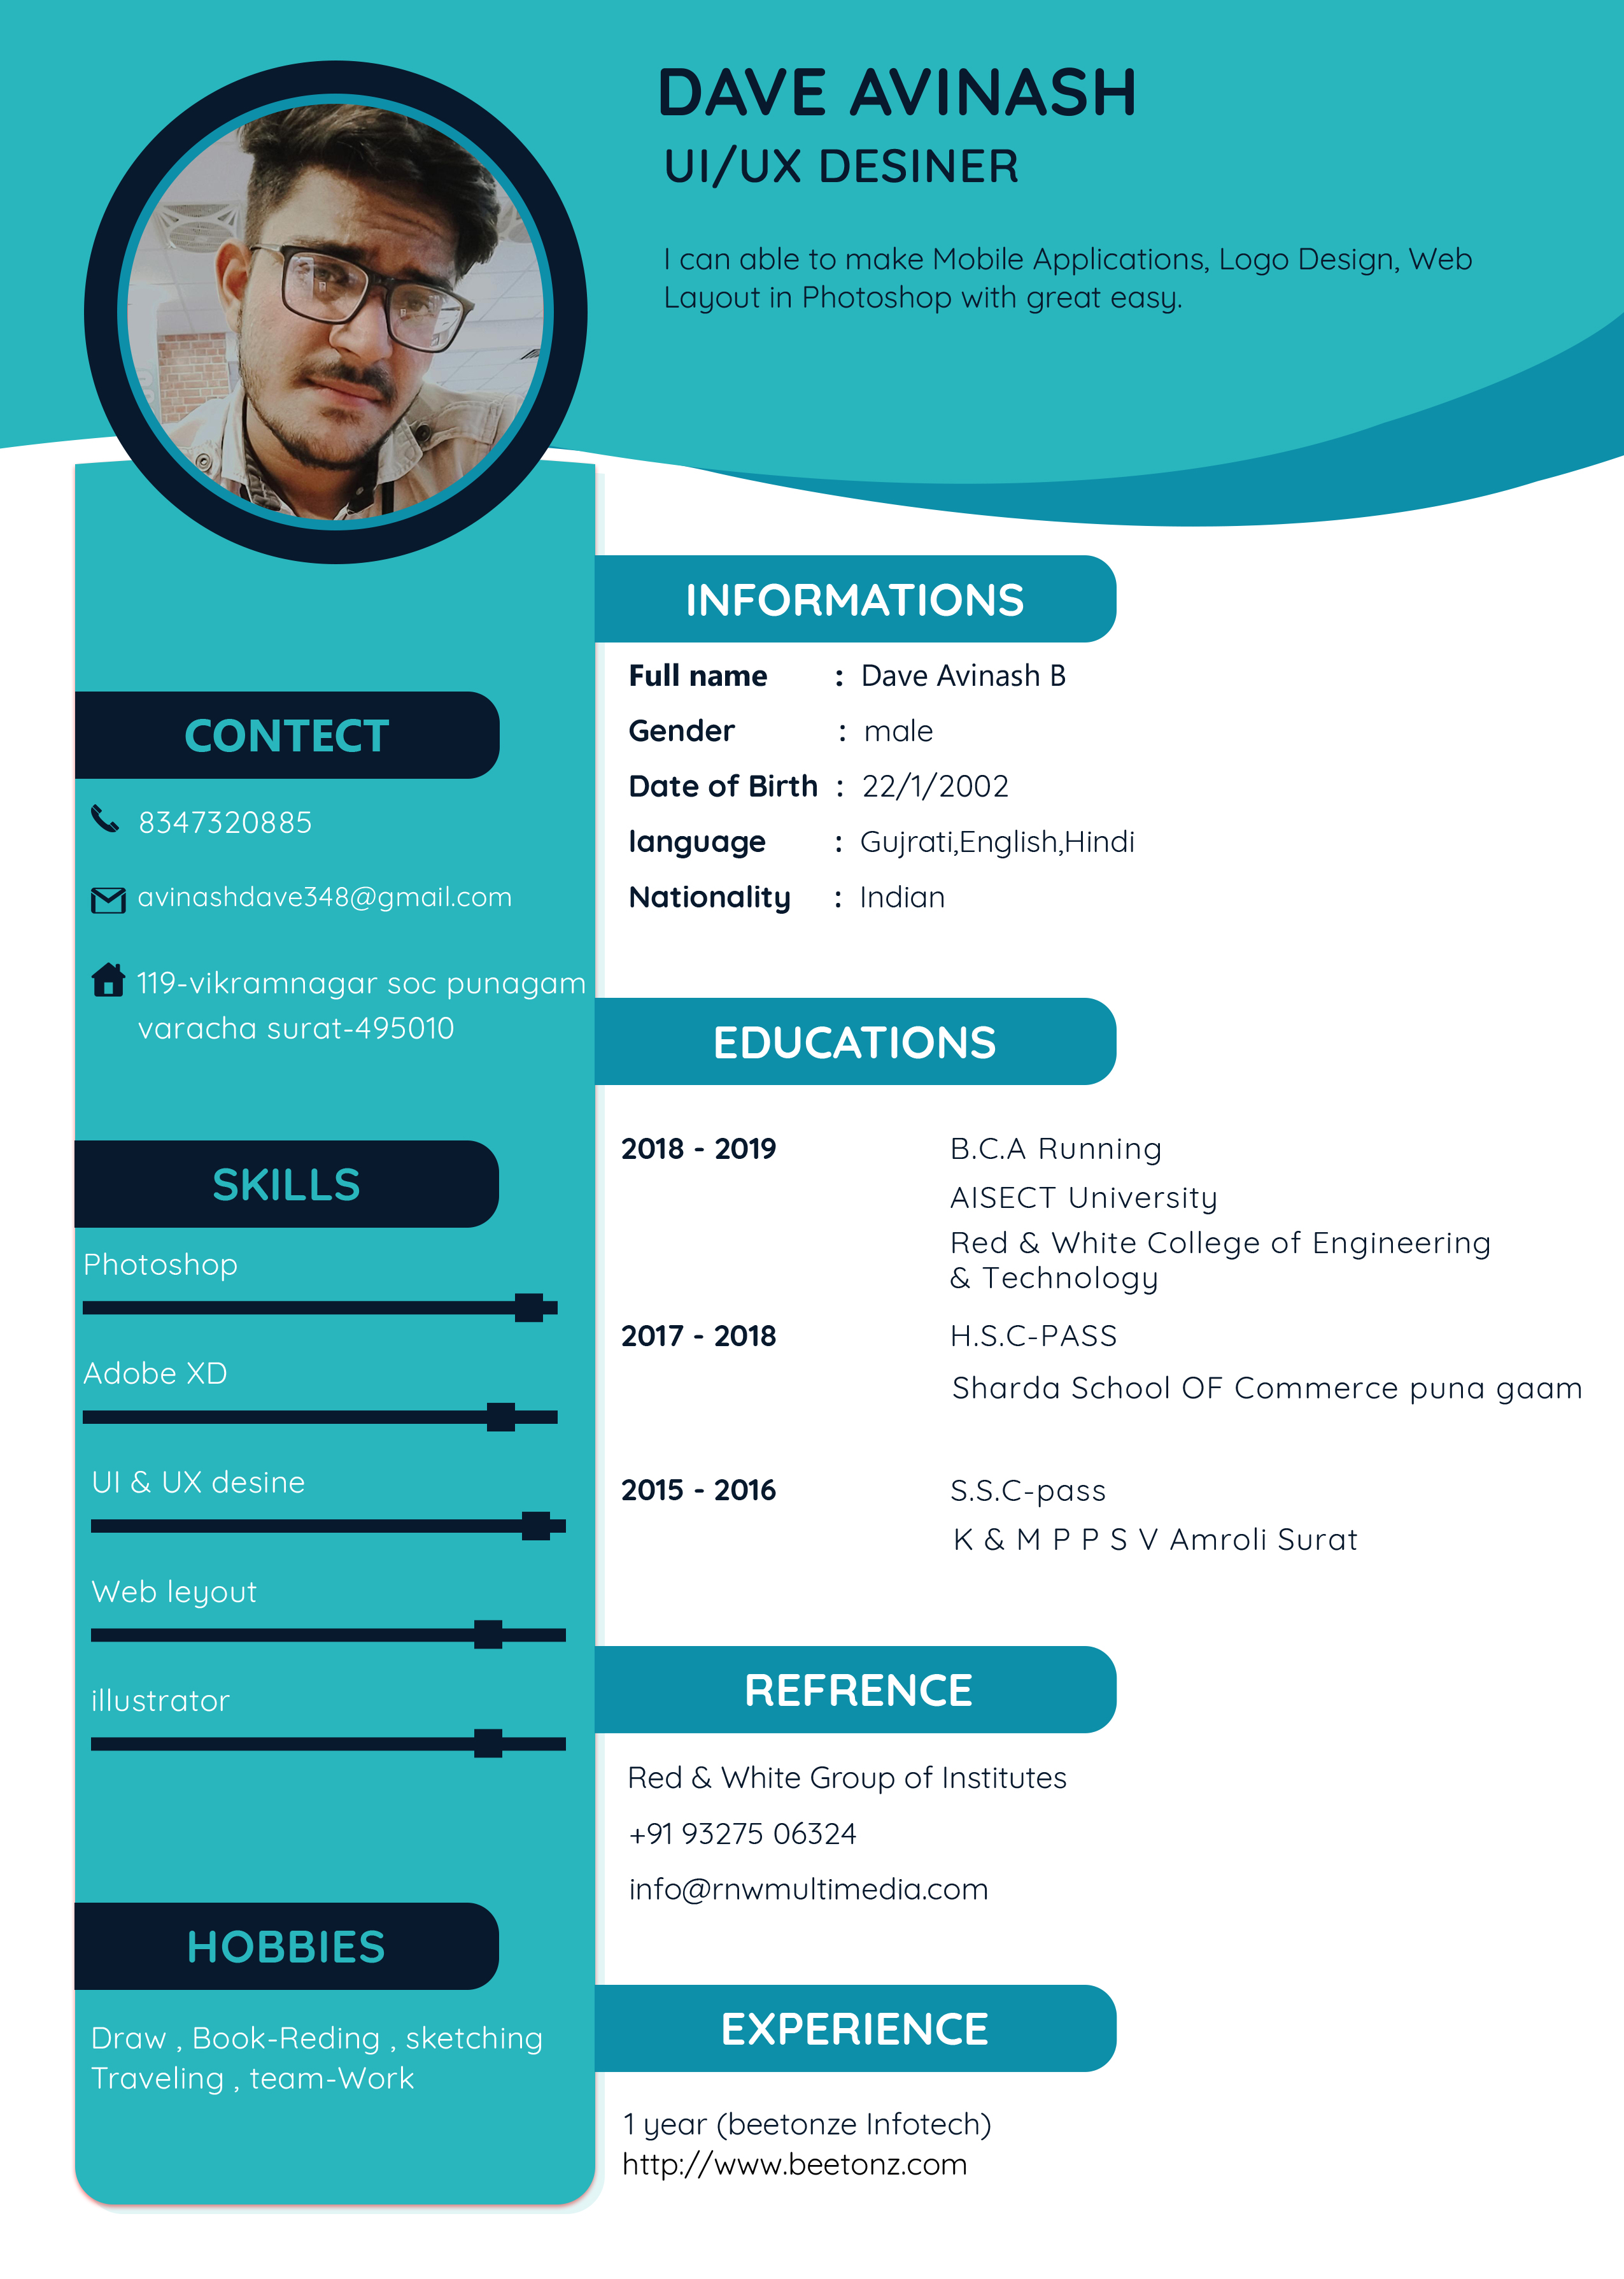 DAVE AVINASH
UI/UX DESINER
I can able to make Mobile Applications, Logo Design, Web
Layout in Photoshop with great easy.
CONTECT
8347320885
avinashdave348@gmail.com
119-vikramnagar soc punagam
varacha surat-495010
SKILLS
Photoshop
Adobe XD
UI & UX desine
Web leyout
illustrator
HOBBIES
Draw , Book-Reding , sketching
Traveling , team-Work
INFORMATIONS
Full name : Dave Avinash B
Gender : male
Date of Birth : 22/1/2002
language : Gujrati,English,Hindi
Nationality : Indian
EDUCATIONS
2018 - 2019 B.C.A Running
AISECT University
Red & White College of Engineering
& Technology
2017 - 2018 H.S.C-PASS
Sharda School OF Commerce puna gaam
2015 - 2016 S.S.C-pass
K & M P P S V Amroli Surat
REFRENCE
Red & White Group of Institutes
+91 93275 06324
info@rnwmultimedia.com
EXPERIENCE
1 year (beetonze Infotech)
http://www.beetonz.com